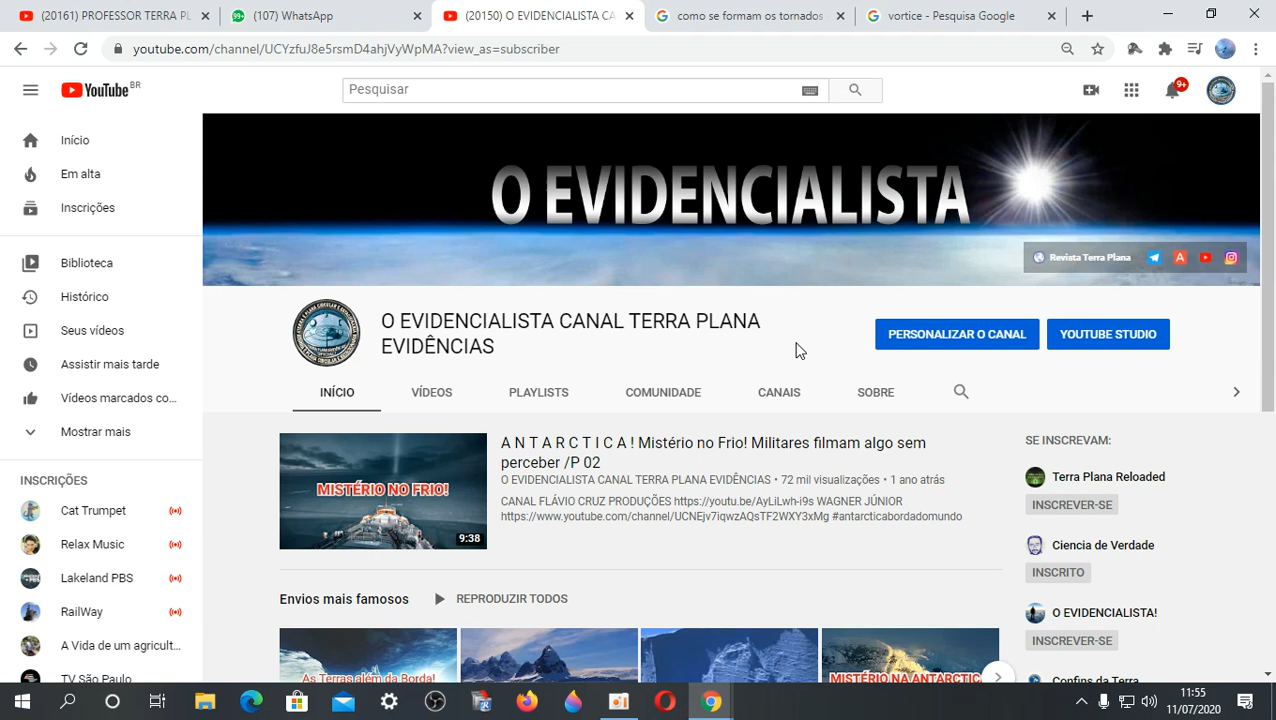 (20161) PROFESSOR TERRA P
(107) WhatsApp
(20150) O EVIDENCIALISTA CA
como se formam os tornados
vortice - Pesquisa Google
youtube.com/channel/UCYzfuJ8e5rsmD4ahjVyWpMA?view_as=subscriber
YouTube BR
Pesquisar
9+
Início
Em alta
Inscrições
Biblioteca
Histórico
Seus vídeos
Assistir mais tarde
Vídeos marcados co...
Mostrar mais
INSCRIÇÕES
Cat Trumpet
Relax Music
Lakeland PBS
RailWay
A Vida de um agricult...
TV São Paulo
O EVIDENCIALISTA
Revista Terra Plana
O EVIDENCIALISTA CANAL TERRA PLANA
EVIDÊNCIAS
PERSONALIZAR O CANAL
YOUTUBE STUDIO
INÍCIO
VÍDEOS
PLAYLISTS
COMUNIDADE
CANAIS
SOBRE
MISTÉRIO NO FRIO!
9:38
A N T A R C T I C A ! Mistério no Frio! Militares filmam algo sem
perceber /P 02
O EVIDENCIALISTA CANAL TERRA PLANA EVIDÊNCIAS • 72 mil visualizações • 1 ano atrás
CANAL FLÁVIO CRUZ PRODUÇÕES https://youtu.be/AyLiLwh-i9s WAGNER JÚNIOR
https://www.youtube.com/channel/UCNEjv7iqwzAQsTF2WXY3xMg #antarcticabordadomundo
Envios mais famosos
REPRODUZIR TODOS
As Terras além da Borda!
MISTÉRIO NA ANTARCTIC
SE INSCREVAM:
Terra Plana Reloaded
INSCREVER-SE
Ciencia de Verdade
INSCRITO
O EVIDENCIALISTA!
INSCREVER-SE
Confins da Terra
11:55
11/07/2020